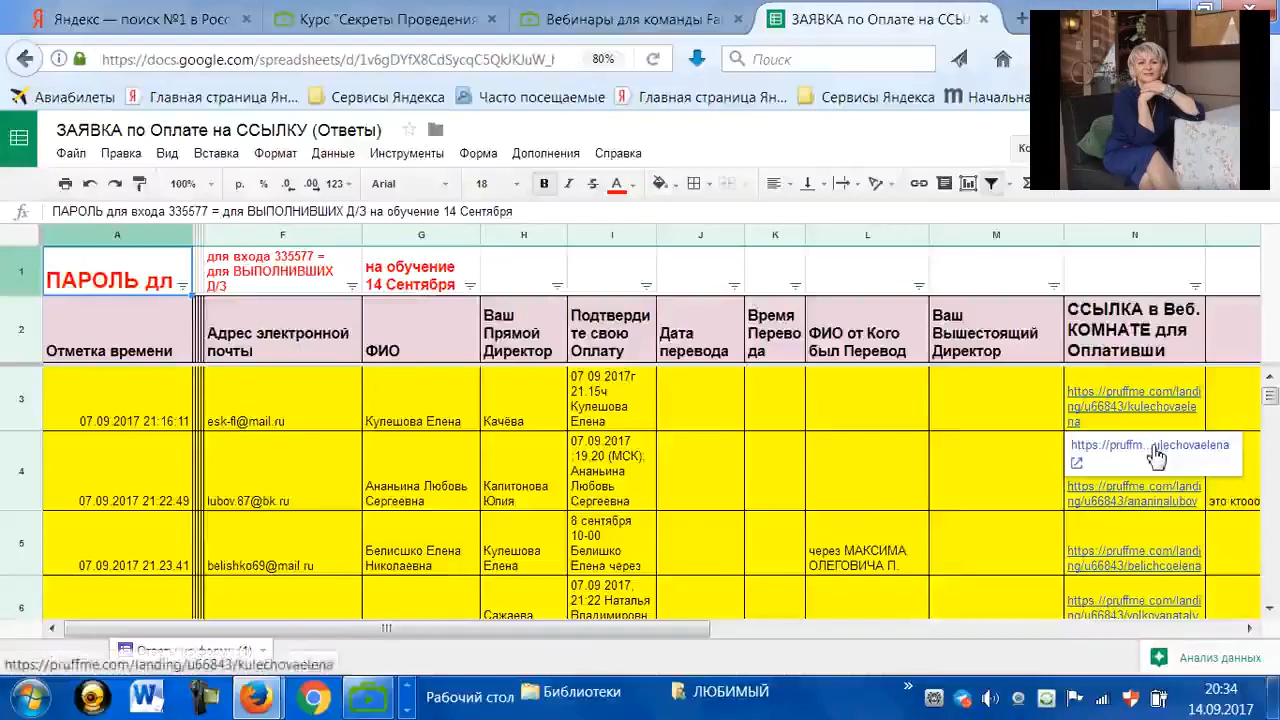 Яндекс — поиск №1 в Росс
Курс "Секреты Проведения
Вебинары для команды Fa
ЗАЯВКА по Оплате на ССЫЛ
https://docs.google.com/spreadsheets/d/1v6gDYfX8CdSycqC5QkIKJuW_
80%
Поиск
Авиабилеты
Главная страница Ян...
Сервисы Яндекса
Часто посещаемые
Главная страница Ян...
Сервисы Яндекса
Начальна
ЗАЯВКА по Оплате на ССЫЛКУ (Ответы)
Файл Правка Вид Вставка Формат Данные Инструменты Форма Дополнения Справка
100% р. % .0 .00 123 Arial 18 B I S A
ПАРОЛЬ для входа 335577 = для ВЫПОЛНИВШИХ Д/З на обучение 14 Сентября
A F G H I J K L M N
1
ПАРОЛЬ дл
для входа 335577 =
для ВЫПОЛНИВШИХ
Д/З
на обучение
14 Сентября
2
Отметка времени
Адрес электронной
почты
ФИО
Ваш
Прямой
Директор
Подтверди
те свою
Оплату
Дата
перевода
Время
Перево
да
ФИО от Кого
был Перевод
Ваш
Вышестоящий
Директор
ССЫЛКА в Веб.
КОМНАТЕ для
Оплативши
3
07.09.2017 21:16:11
esk-fl@mail.ru
Кулешова Елена
Качёва
07 09 2017г
21.15ч
Кулешова
Елена
https://pruffme.com/landi
ng/u66843/kulechovaele
na
https://pruffm...ulechovaelena
4
07.09.2017 21:22:49
lubov.87@bk.ru
Ананьина Любовь
Сергеевна
Капитонова
Юлия
07.09.2017
;19,20 (МСК);
Ананьина
Любовь
Сергеевна
https://pruffme.com/landi
ng/u66843/ananinalubov
это ктооо
5
07.09.2017 21:23:41
belishko69@mail.ru
Белисшко Елена
Николаевна
Кулешова
Елена
8 сентября
10-00
Белишко
Елена через
через МАКСИМА
ОЛЕГОВИЧА П.
https://pruffme.com/landi
ng/u66843/belichcoelena
6
Сажаева
07.09.2017,
21:22 Наталья
Владимировн
https://pruffme.com/landi
ng/u66843/volkovanataly
https://pruffme.com/landing/u66843/kulechovaelena
Анализ данных
Рабочий стол
Библиотеки
ЛЮБИМЫЙ
20:34
14.09.2017